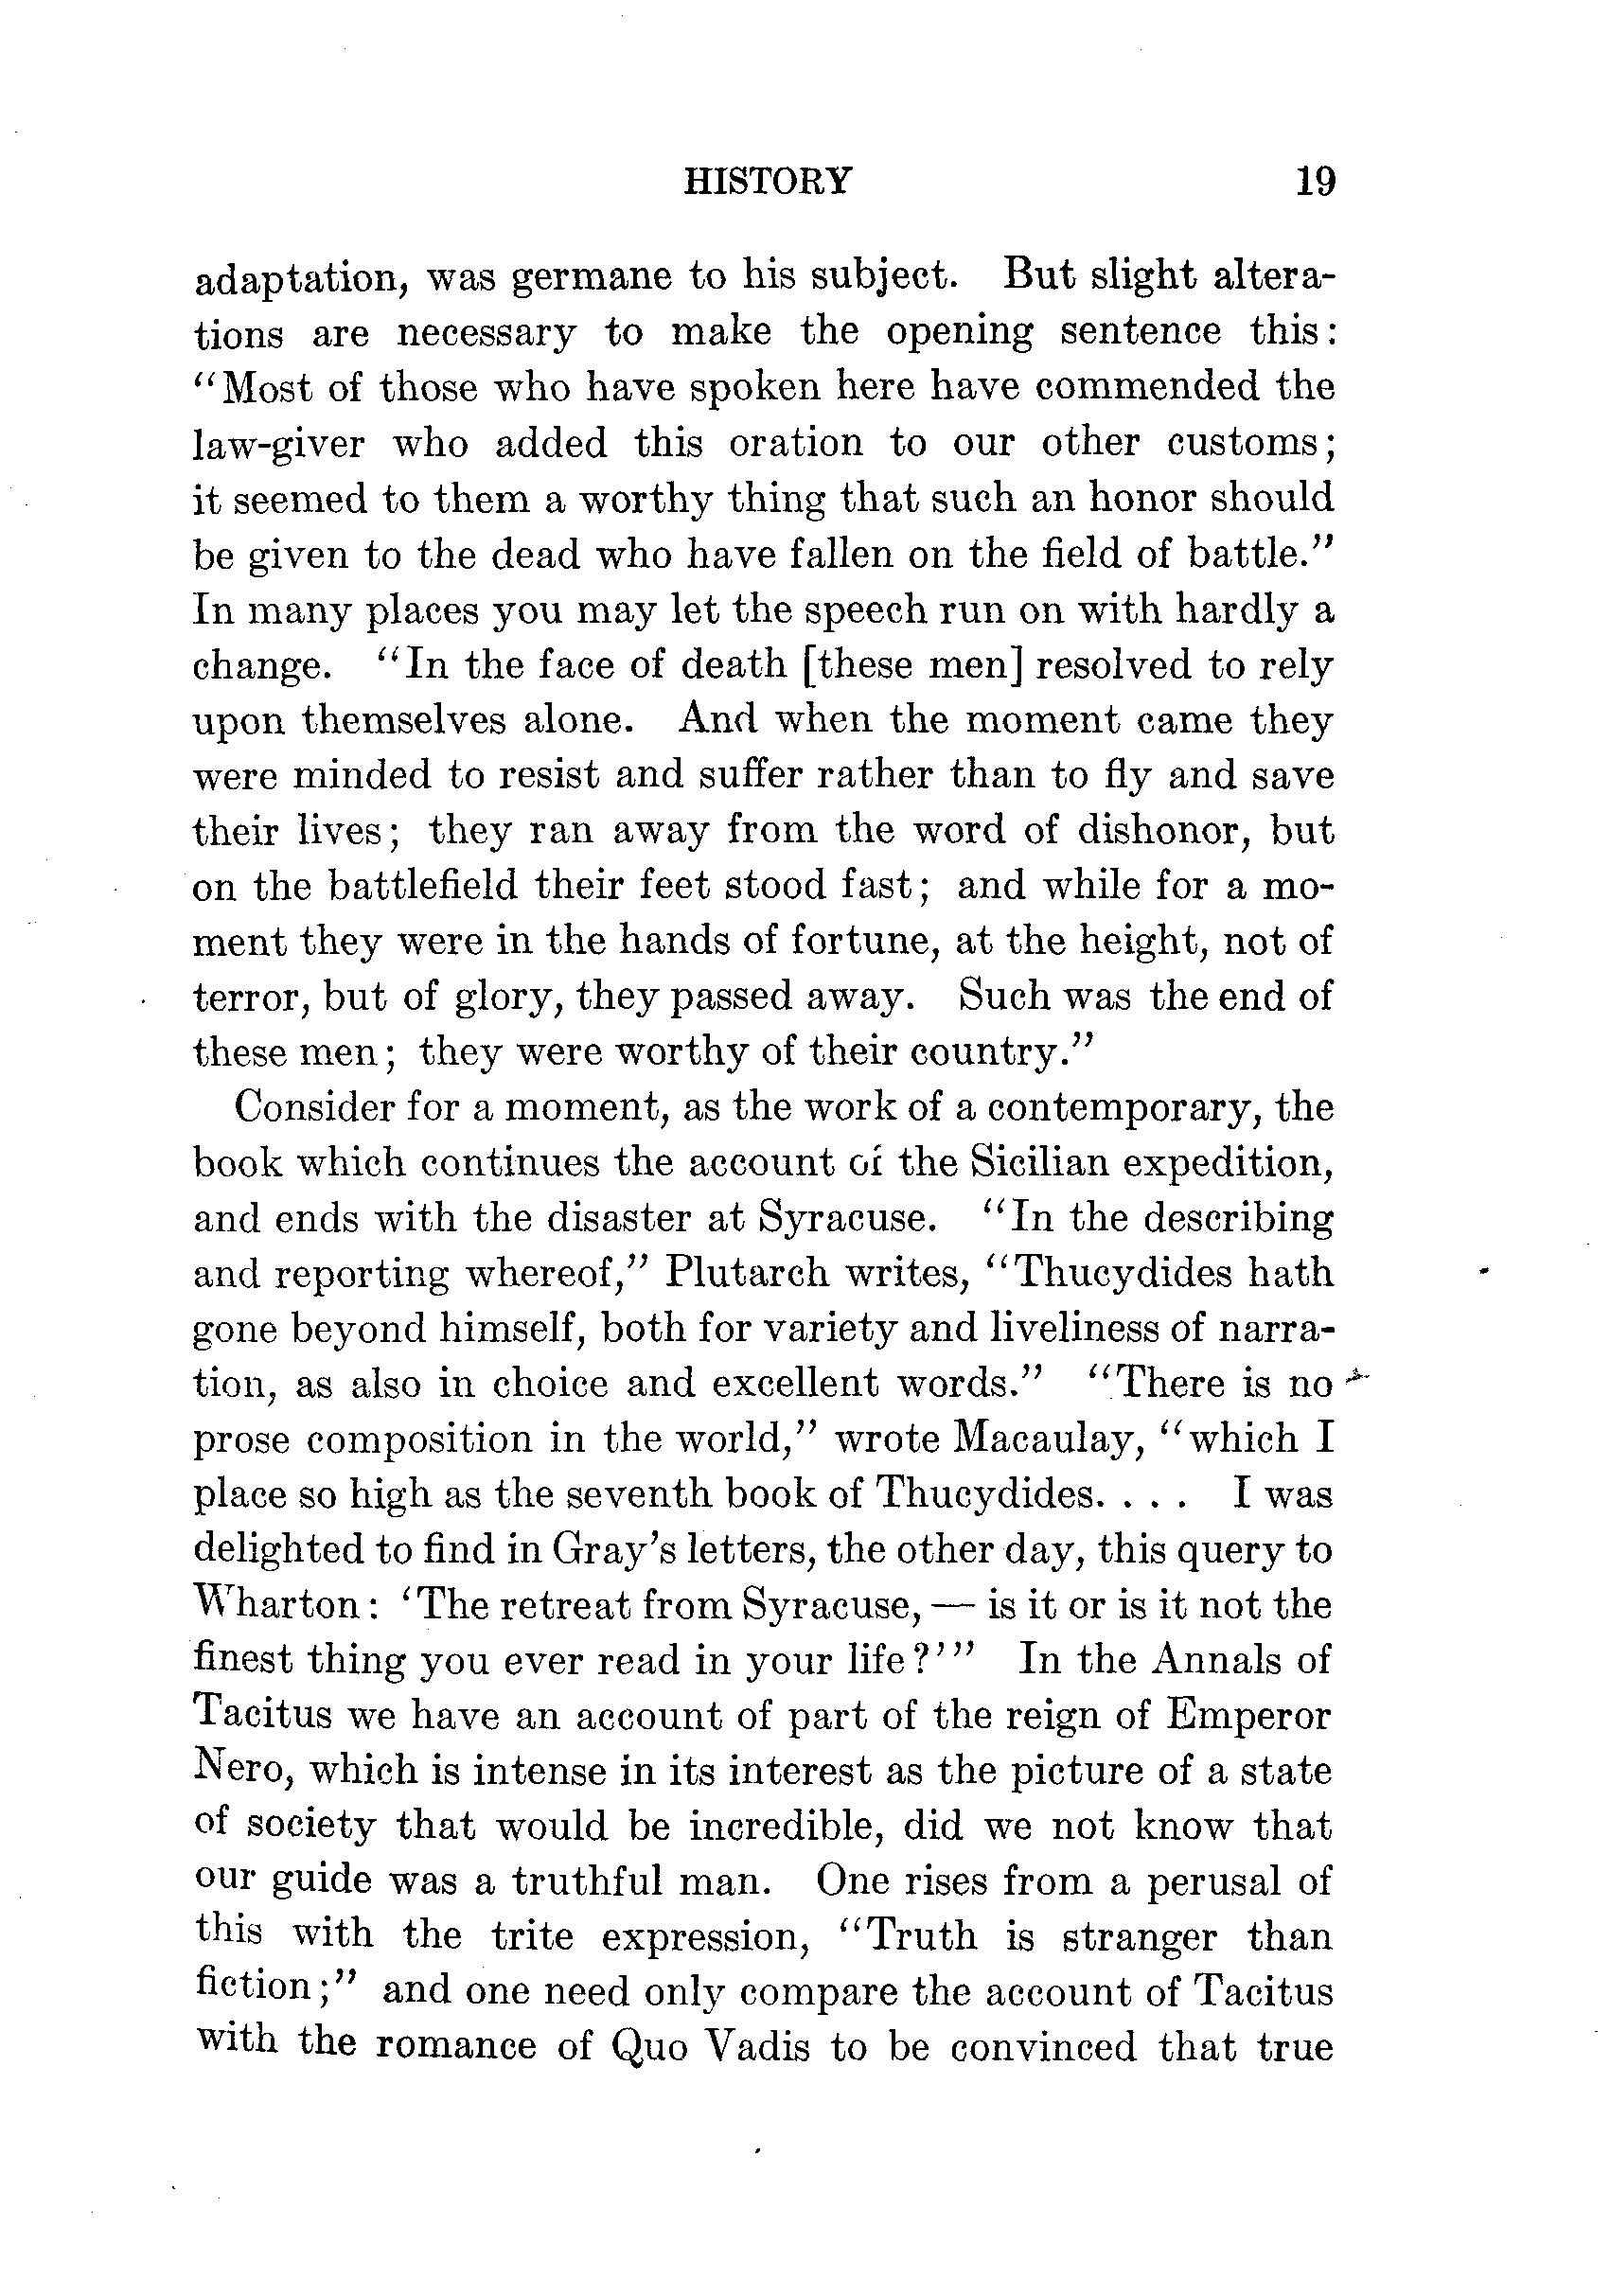 HISTORY 19
adaptation, was germane to his subject. But slight altera-
tions are necessary to make the opening sentence this:
"Most of those who have spoken here have commended the
law-giver who added this oration to our other customs;
it seemed to them a worthy thing that such an honor should
be given to the dead who have fallen on the field of battle."
In many places you may let the speech run on with hardly a
change. "In the face of death [these men] resolved to rely
upon themselves alone. And when the moment came they
were minded to resist and suffer rather than to fly and save
their lives; they ran away from the word of dishonor, but
on the battlefield their feet stood fast; and while for a mo-
ment they were in the hands of fortune, at the height, not of
terror, but of glory, they passed away. Such was the end of
these men; they were worthy of their country."
Consider for a moment, as the work of a contemporary, the
book which continues the account of the Sicilian expedition,
and ends with the disaster at Syracuse. "In the describing
and reporting whereof," Plutarch writes, "Thucydides hath
gone beyond himself, both for variety and liveliness of narra-
tion, as also in choice and excellent words." "There is no
prose composition in the world," wrote Macaulay, "which I
place so high as the seventh book of Thucydides. . . . I was
delighted to find in Gray's letters, the other day, this query to
Wharton: 'The retreat from Syracuse, — is it or is it not the
finest thing you ever read in your life?'" In the Annals of
Tacitus we have an account of part of the reign of Emperor
Nero, which is intense in its interest as the picture of a state
of society that would be incredible, did we not know that
our guide was a truthful man. One rises from a perusal of
this with the trite expression, "Truth is stranger than
fiction;" and one need only compare the account of Tacitus
with the romance of Quo Vadis to be convinced that true